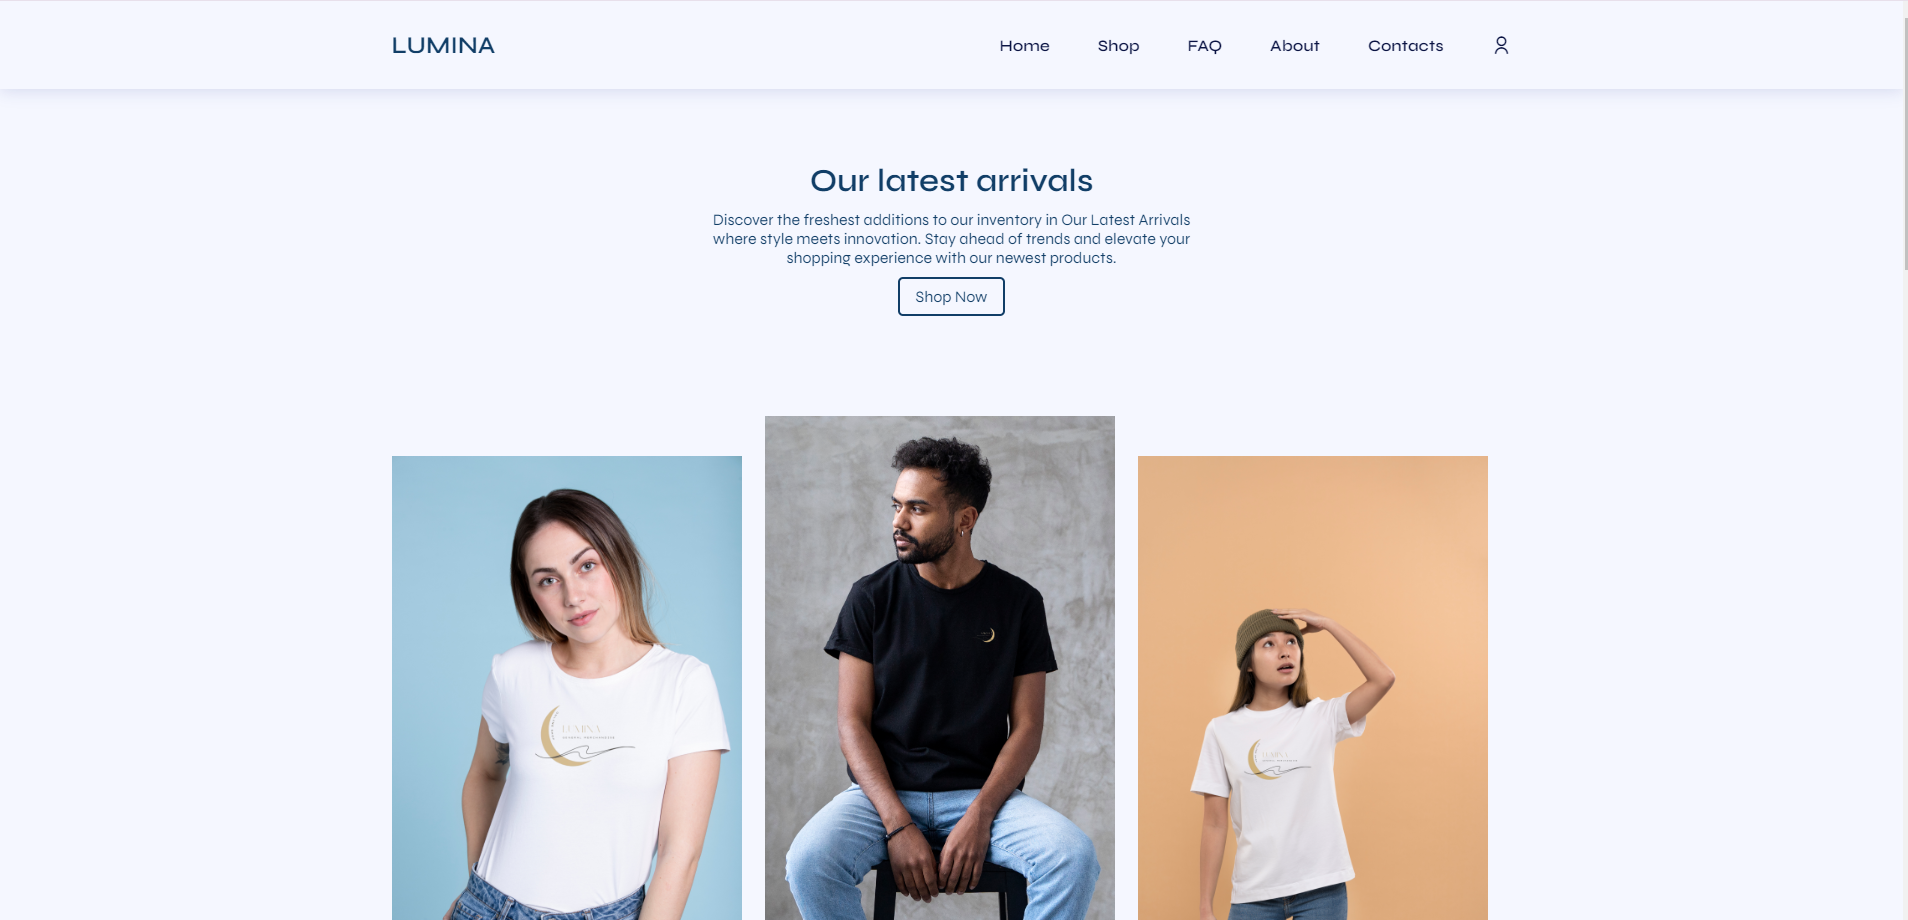 LUMINA
Home Shop FAQ About Contacts
Our latest arrivals
Discover the freshest additions to our inventory in Our Latest Arrivals
where style meets innovation. Stay ahead of trends and elevate your
shopping experience with our newest products.
Shop Now
LUMINA
LUMINA